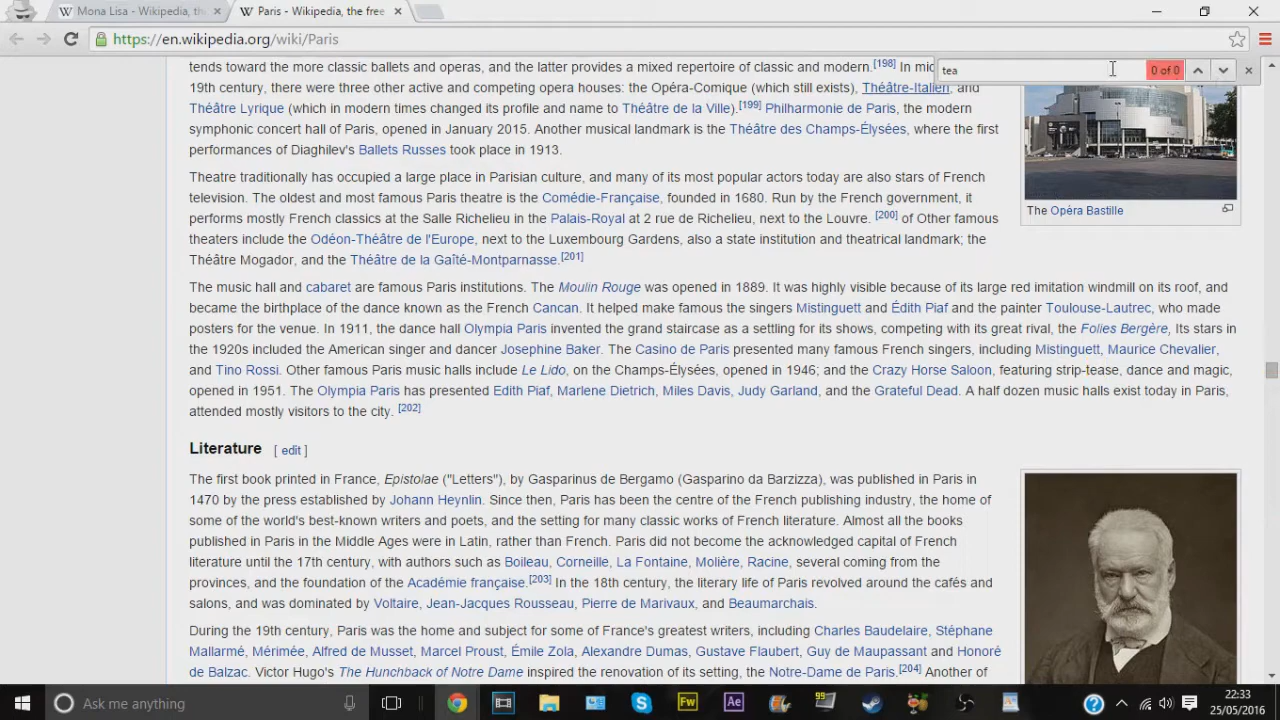 Mona Lisa - Wikipedia, the
Paris - Wikipedia, the free
https://en.wikipedia.org/wiki/Paris
tea
0 of 0
tends toward the more classic ballets and operas, and the latter provides a mixed repertoire of classic and modern.[198] In mid
19th century, there were three other active and competing opera houses: the Opéra-Comique (which still exists), Théâtre-Italien, and
Théâtre Lyrique (which in modern times changed its profile and name to Théâtre de la Ville).[199] Philharmonie de Paris, the modern
symphonic concert hall of Paris, opened in January 2015. Another musical landmark is the Théâtre des Champs-Élysées, where the first
performances of Diaghilev's Ballets Russes took place in 1913.
Theatre traditionally has occupied a large place in Parisian culture, and many of its most popular actors today are also stars of French
television. The oldest and most famous Paris theatre is the Comédie-Française, founded in 1680. Run by the French government, it
performs mostly French classics at the Salle Richelieu in the Palais-Royal at 2 rue de Richelieu, next to the Louvre. [200] of Other famous
theaters include the Odéon-Théâtre de l'Europe, next to the Luxembourg Gardens, also a state institution and theatrical landmark; the
Théâtre Mogador, and the Théâtre de la Gaîté-Montparnasse.[201]
The Opéra Bastille
The music hall and cabaret are famous Paris institutions. The Moulin Rouge was opened in 1889. It was highly visible because of its large red imitation windmill on its roof, and
became the birthplace of the dance known as the French Cancan. It helped make famous the singers Mistinguett and Édith Piaf and the painter Toulouse-Lautrec, who made
posters for the venue. In 1911, the dance hall Olympia Paris invented the grand staircase as a settling for its shows, competing with its great rival, the Folies Bergère, Its stars in
the 1920s included the American singer and dancer Josephine Baker. The Casino de Paris presented many famous French singers, including Mistinguett, Maurice Chevalier,
and Tino Rossi. Other famous Paris music halls include Le Lido, on the Champs-Élysées, opened in 1946; and the Crazy Horse Saloon, featuring strip-tease, dance and magic,
opened in 1951. The Olympia Paris has presented Edith Piaf, Marlene Dietrich, Miles Davis, Judy Garland, and the Grateful Dead. A half dozen music halls exist today in Paris,
attended mostly visitors to the city. [202]
Literature [ edit ]
The first book printed in France, Epistolae ("Letters"), by Gasparinus de Bergamo (Gasparino da Barzizza), was published in Paris in
1470 by the press established by Johann Heynlin. Since then, Paris has been the centre of the French publishing industry, the home of
some of the world's best-known writers and poets, and the setting for many classic works of French literature. Almost all the books
published in Paris in the Middle Ages were in Latin, rather than French. Paris did not become the acknowledged capital of French
literature until the 17th century, with authors such as Boileau, Corneille, La Fontaine, Molière, Racine, several coming from the
provinces, and the foundation of the Académie française.[203] In the 18th century, the literary life of Paris revolved around the cafés and
salons, and was dominated by Voltaire, Jean-Jacques Rousseau, Pierre de Marivaux, and Beaumarchais.
During the 19th century, Paris was the home and subject for some of France's greatest writers, including Charles Baudelaire, Stéphane
Mallarmé, Mérimée, Alfred de Musset, Marcel Proust, Émile Zola, Alexandre Dumas, Gustave Flaubert, Guy de Maupassant and Honoré
de Balzac. Victor Hugo's The Hunchback of Notre Dame inspired the renovation of its setting, the Notre-Dame de Paris.[204] Another of
Ask me anything
Fw
Ae
99
22:33
25/05/2016